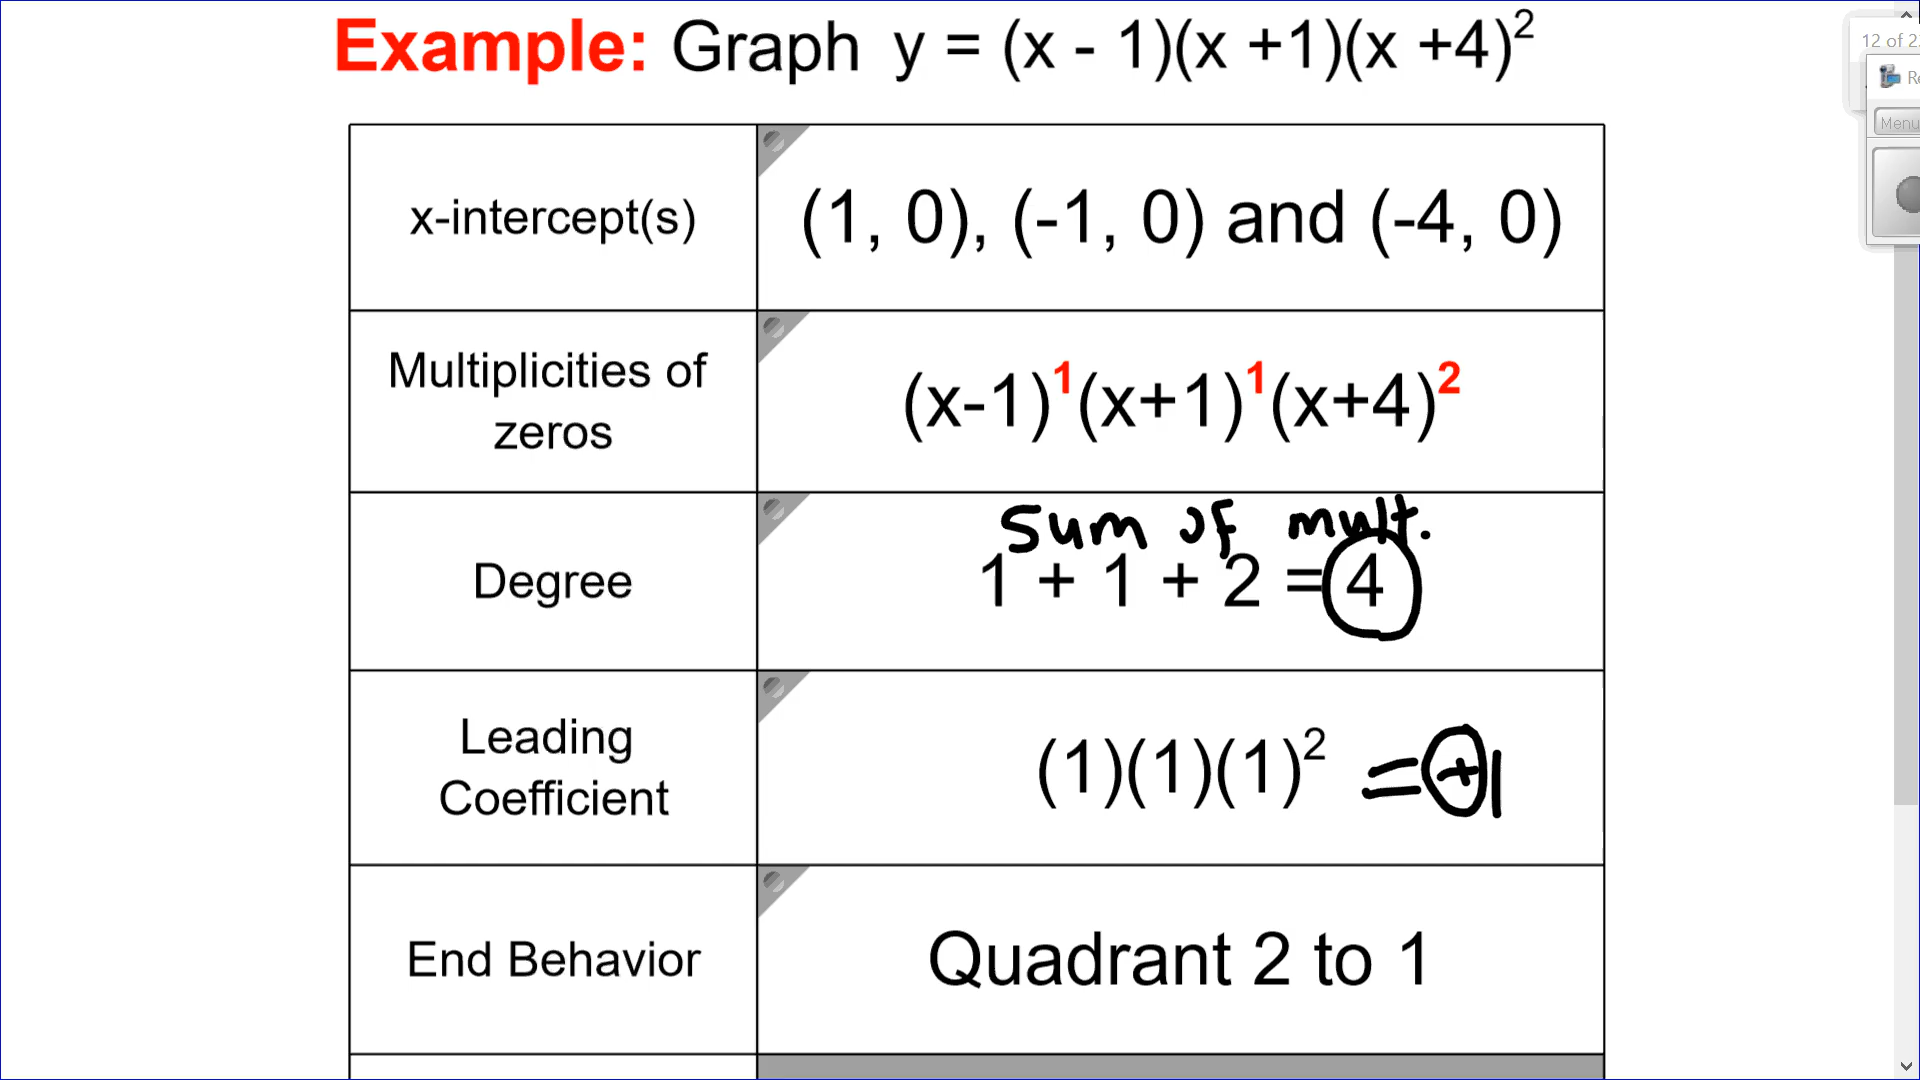 Example: Graph y = (x - 1)(x +1)(x +4)²
12 of 2
Re
Menu
x-intercept(s)
(1, 0), (-1, 0) and (-4, 0)
Multiplicities of
zeros
(x-1)¹(x+1)¹(x+4)²
Degree
Sum of mult.
1 + 1 + 2 = 4
Leading
Coefficient
(1)(1)(1)² = +1
End Behavior
Quadrant 2 to 1